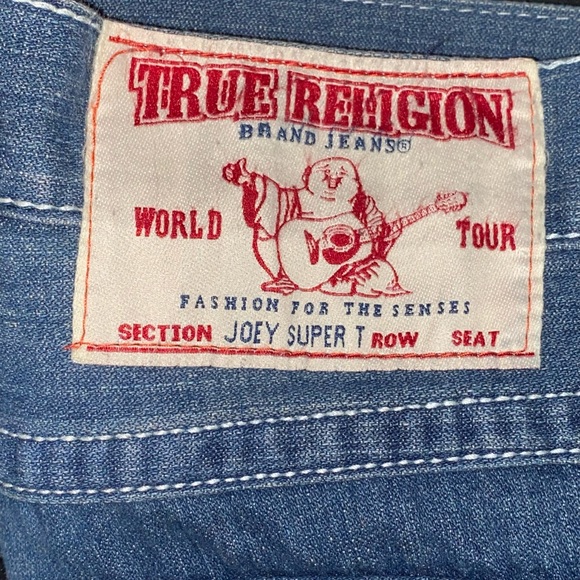 TRUE RELIGION
BRAND JEANS®
WORLD TOUR
FASHION FOR THE SENSES
SECTION JOEY SUPER T ROW SEAT